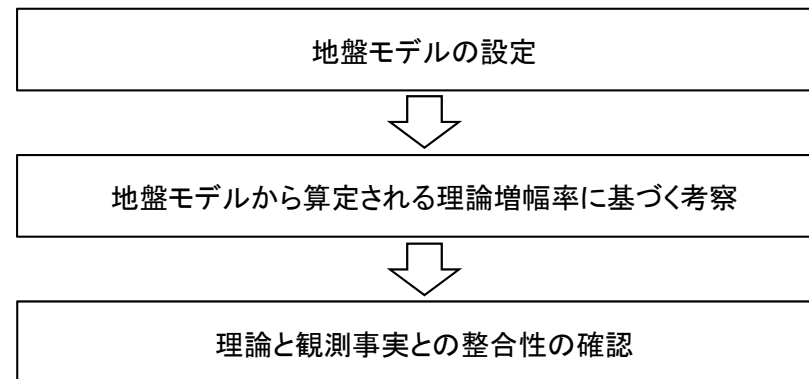 地盤モデルの設定
地盤モデルから算定される理論増幅率に基づく考察
理論と観測事実との整合性の確認